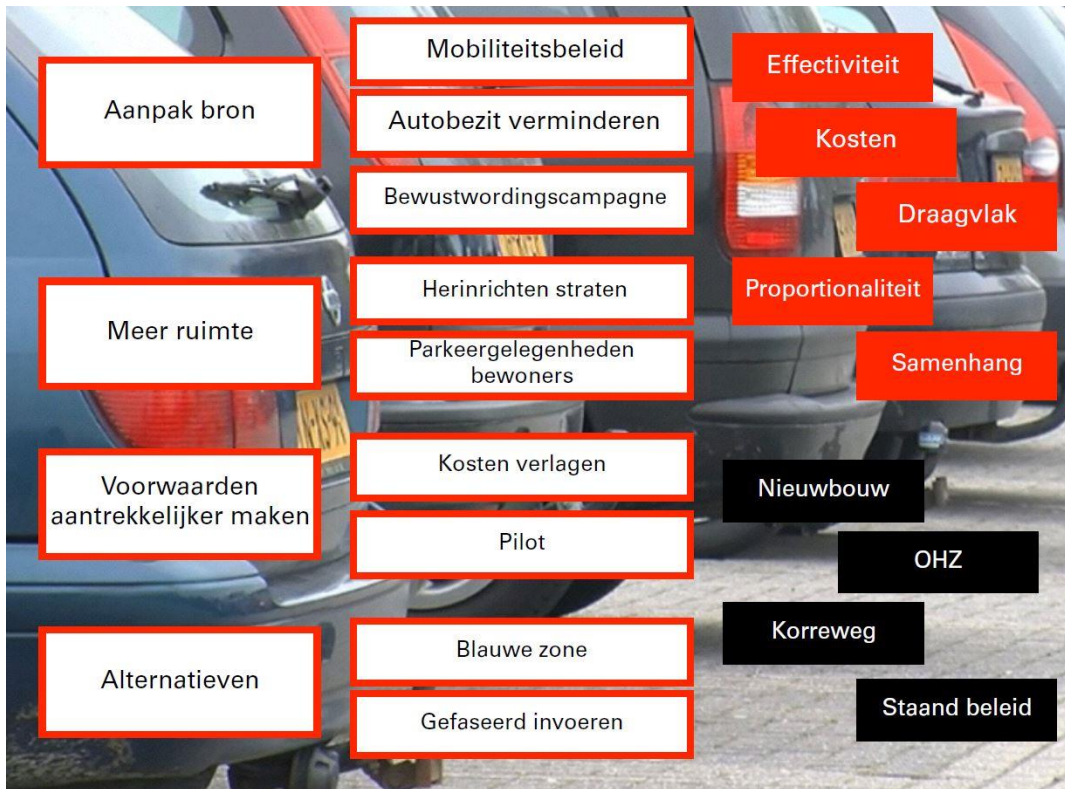 Aanpak bron
Mobiliteitsbeleid
Autobezit verminderen
Bewustwordingscampagne
Meer ruimte
Herinrichten straten
Parkeergelegenheden
bewoners
Voorwaarden
aantrekkelijker maken
Kosten verlagen
Pilot
Alternatieven
Blauwe zone
Gefaseerd invoeren
Effectiviteit
Kosten
Draagvlak
Proportionaliteit
Samenhang
Nieuwbouw
OHZ
Korreweg
Staand beleid